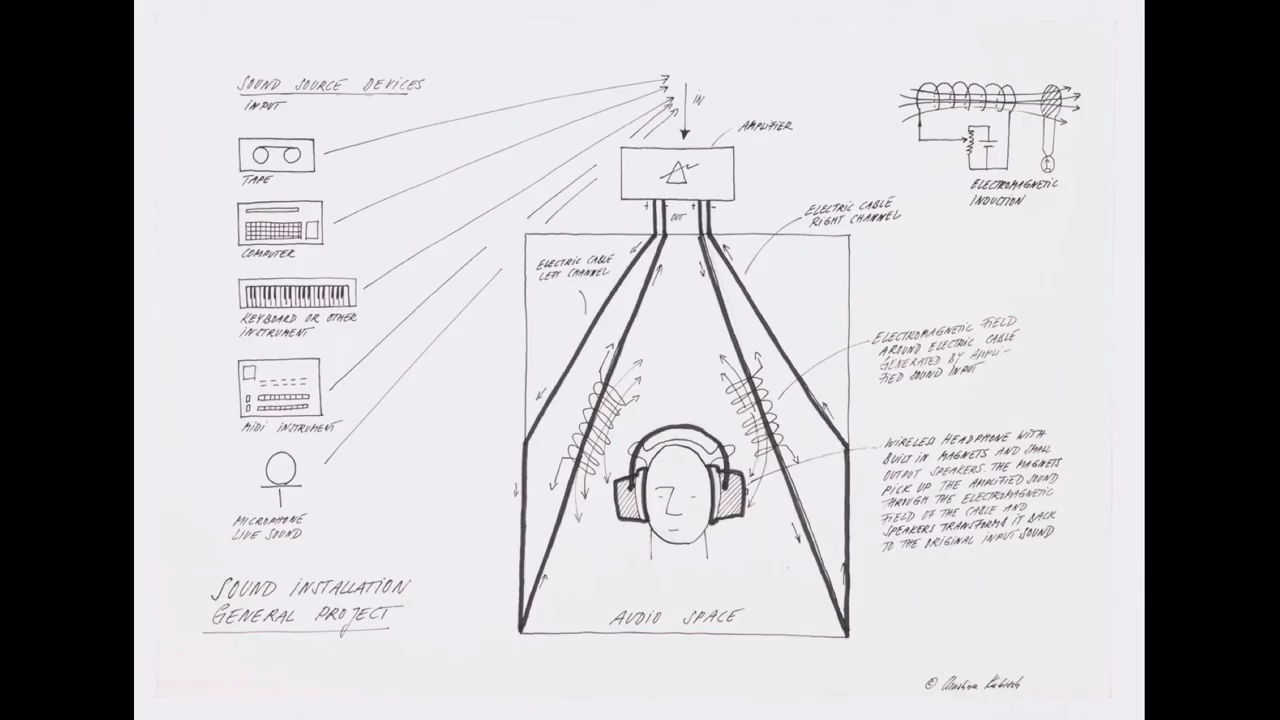 SOUND SOURCE DEVICES
INPUT
TAPE
COMPUTER
KEYBOARD OR OTHER
INSTRUMENT
MIDI INSTRUMENT
MICROPHONE
LIVE SOUND
SOUND INSTALLATION
GENERAL PROJECT
IN
AMPLIFIER
+
OUT
+
-
ELECTRIC CABLE
LEFT CHANNEL
ELECTRIC CABLE
RIGHT CHANNEL
AUDIO SPACE
ELECTROMAGNETIC
INDUCTION
ELECTROMAGNETIC FIELD
AROUND ELECTRIC CABLE
GENERATED BY AMPLI-
FIED SOUND INPUT
WIRELESS HEADPHONE WITH
BUILT IN MAGNETS AND SMALL
OUTPUT SPEAKERS. THE MAGNETS
PICK UP THE AMPLIFIED SOUND
THROUGH THE ELECTROMAGNETIC
FIELD OF THE CABLE AND
SPEAKERS TRANSFORMS IT BACK
TO THE ORIGINAL INPUT SOUND
© Christina Kubisch